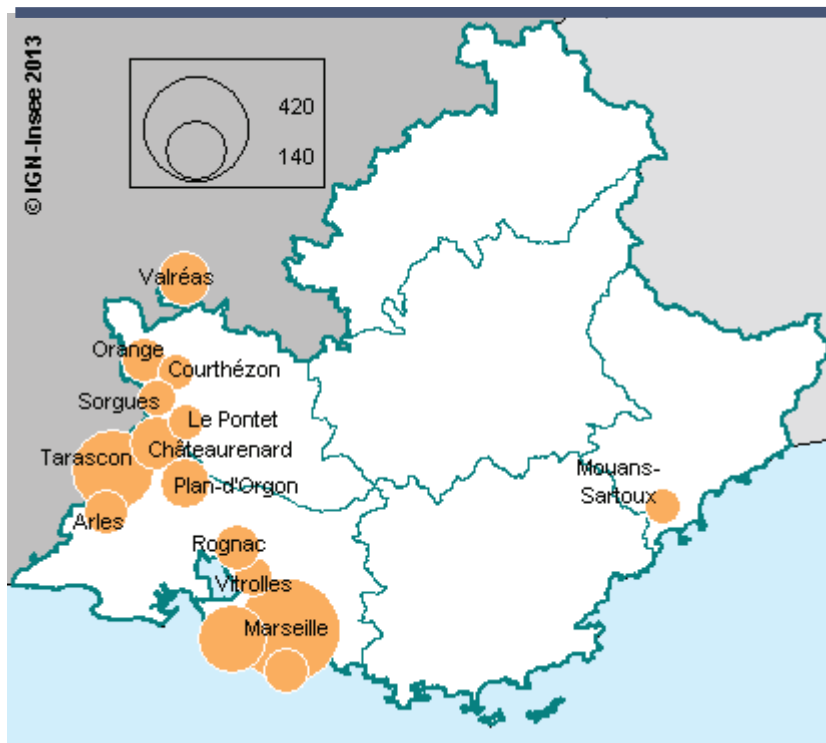 © IGN-Insee 2013
420
140
Valréas
Orange
Courthézon
Sorgues
Le Pontet
Châteaurenard
Tarascon
Plan-d'Orgon
Arles
Mouans-
Sartoux
Rognac
Vitrolles
Marseille